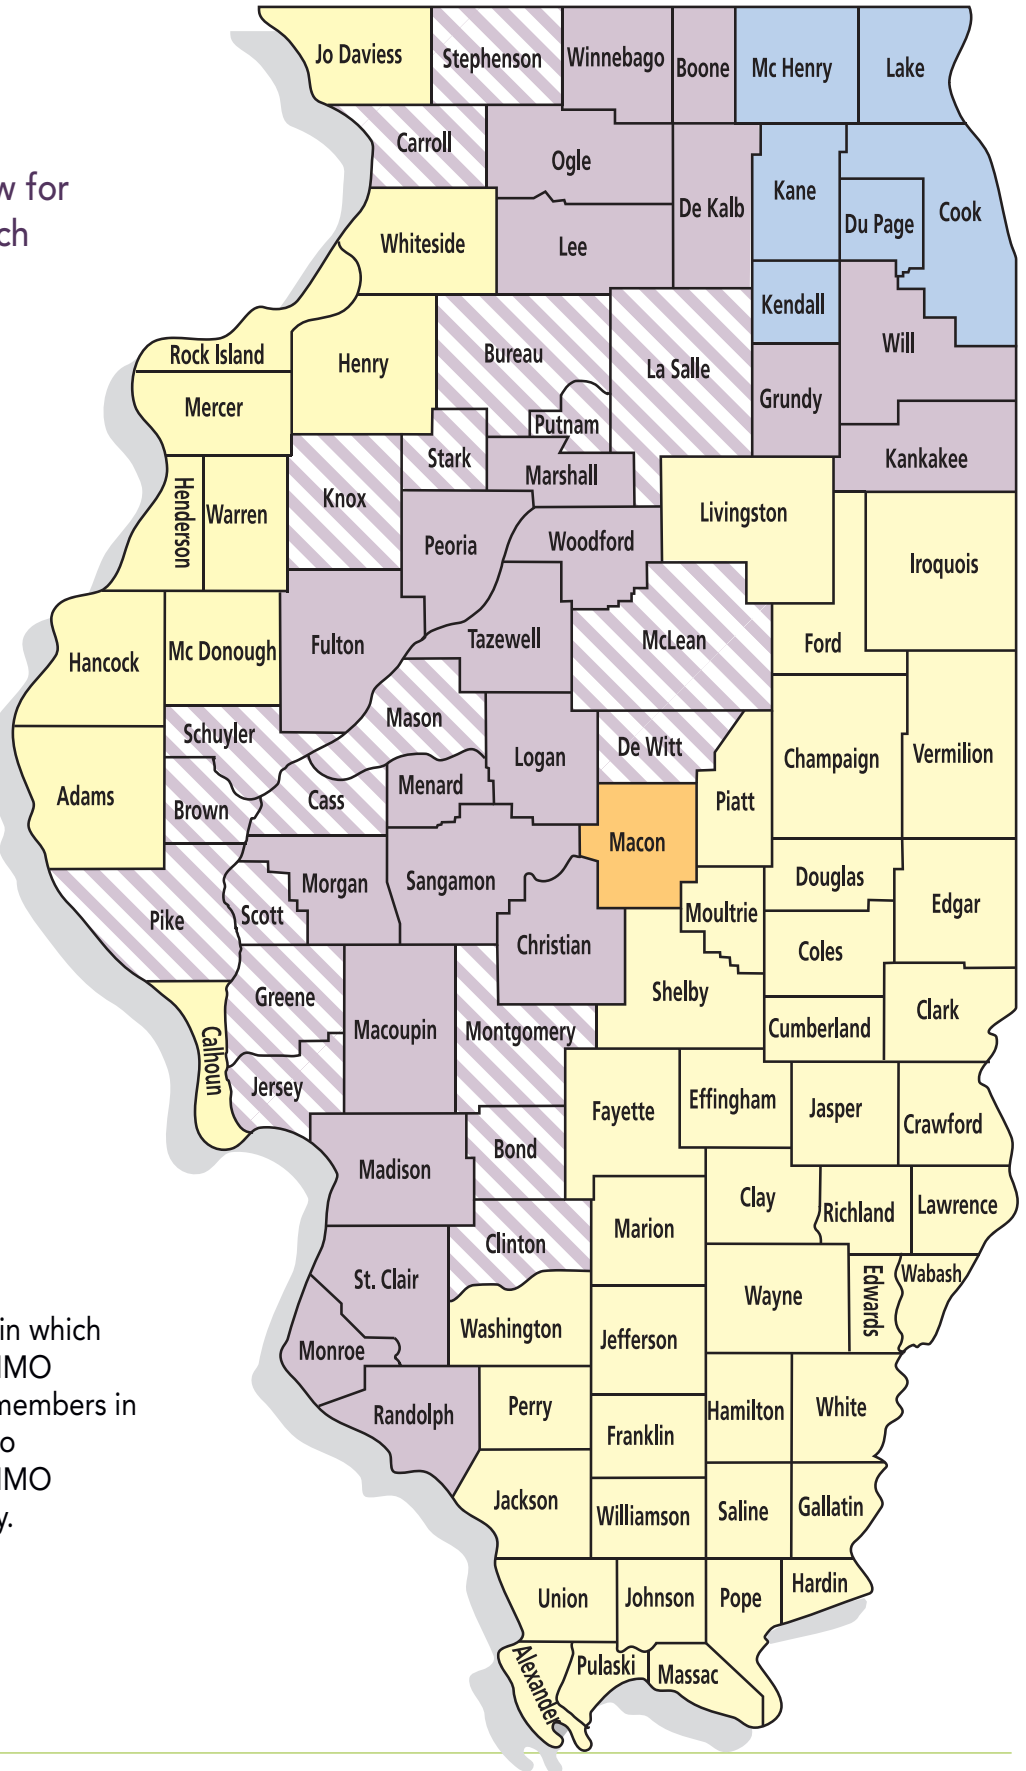 Jo Daviess
Stephenson
Winnebago
Boone
Mc Henry
Lake
Carroll
Ogle
w for
ch
De Kalb
Kane
Du Page
Cook
Whiteside
Lee
Kendall
Will
Rock Island
Henry
Bureau
La Salle
Grundy
Mercer
Putnam
Kankakee
Stark
Marshall
Knox
Henderson
Warren
Livingston
Peoria
Woodford
Iroquois
Hancock
Mc Donough
Fulton
Tazewell
McLean
Ford
Schuyler
Mason
Logan
De Witt
Champaign
Vermilion
Adams
Brown
Cass
Menard
Piatt
Macon
Pike
Scott
Morgan
Sangamon
Douglas
Moultrie
Edgar
Christian
Coles
Shelby
Greene
Macoupin
Montgomery
Cumberland
Clark
Calhoun
Jersey
Fayette
Effingham
Jasper
Crawford
Bond
Madison
Clay
Richland
Lawrence
Marion
Clinton
St. Clair
Wayne
Edwards
Wabash
Washington
Jefferson
Monroe
in which
HMO
members in
o
HMO
y.
Randolph
Perry
Franklin
Hamilton
White
Jackson
Williamson
Saline
Gallatin
Union
Johnson
Pope
Hardin
Alexander
Pulaski
Massac